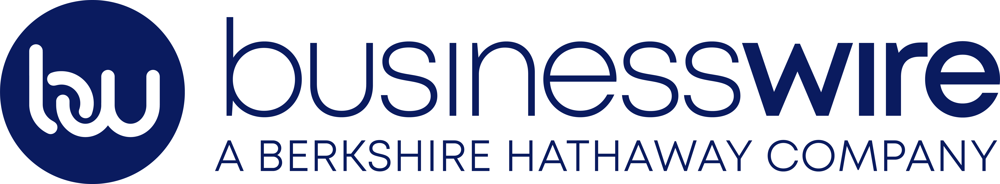 bw
businesswire
A BERKSHIRE HATHAWAY COMPANY